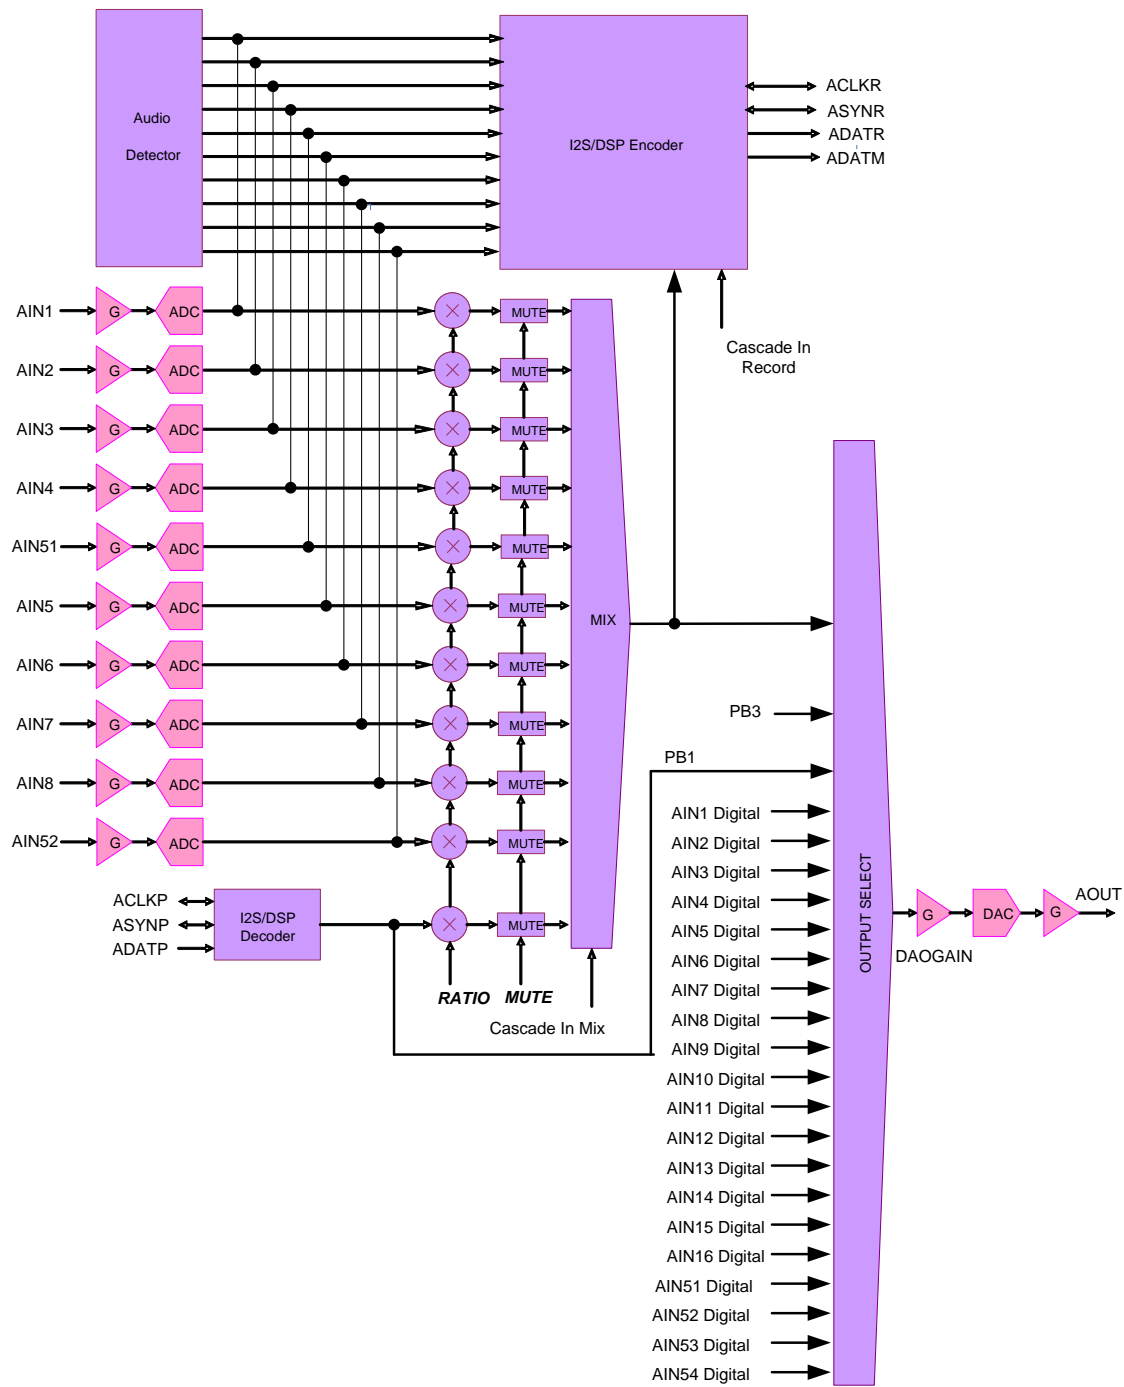 Audio
Detector
I2S/DSP Encoder
ACLKR
ASYNR
ADATR
ADATM
Cascade In
Record
AIN1
G
ADC
MUTE
AIN2
G
ADC
MUTE
AIN3
G
ADC
MUTE
AIN4
G
ADC
MUTE
AIN51
G
ADC
MUTE
AIN5
G
ADC
MUTE
AIN6
G
ADC
MUTE
AIN7
G
ADC
MUTE
AIN8
G
ADC
MUTE
AIN52
G
ADC
MUTE
MIX
ACLKP
ASYNP
ADATP
I2S/DSP
Decoder
MUTE
RATIO
MUTE
Cascade In Mix
PB3
PB1
AIN1 Digital
AIN2 Digital
AIN3 Digital
AIN4 Digital
AIN5 Digital
AIN6 Digital
AIN7 Digital
AIN8 Digital
AIN9 Digital
AIN10 Digital
AIN11 Digital
AIN12 Digital
AIN13 Digital
AIN14 Digital
AIN15 Digital
AIN16 Digital
AIN51 Digital
AIN52 Digital
AIN53 Digital
AIN54 Digital
OUTPUT SELECT
G
DAOGAIN
DAC
G
AOUT